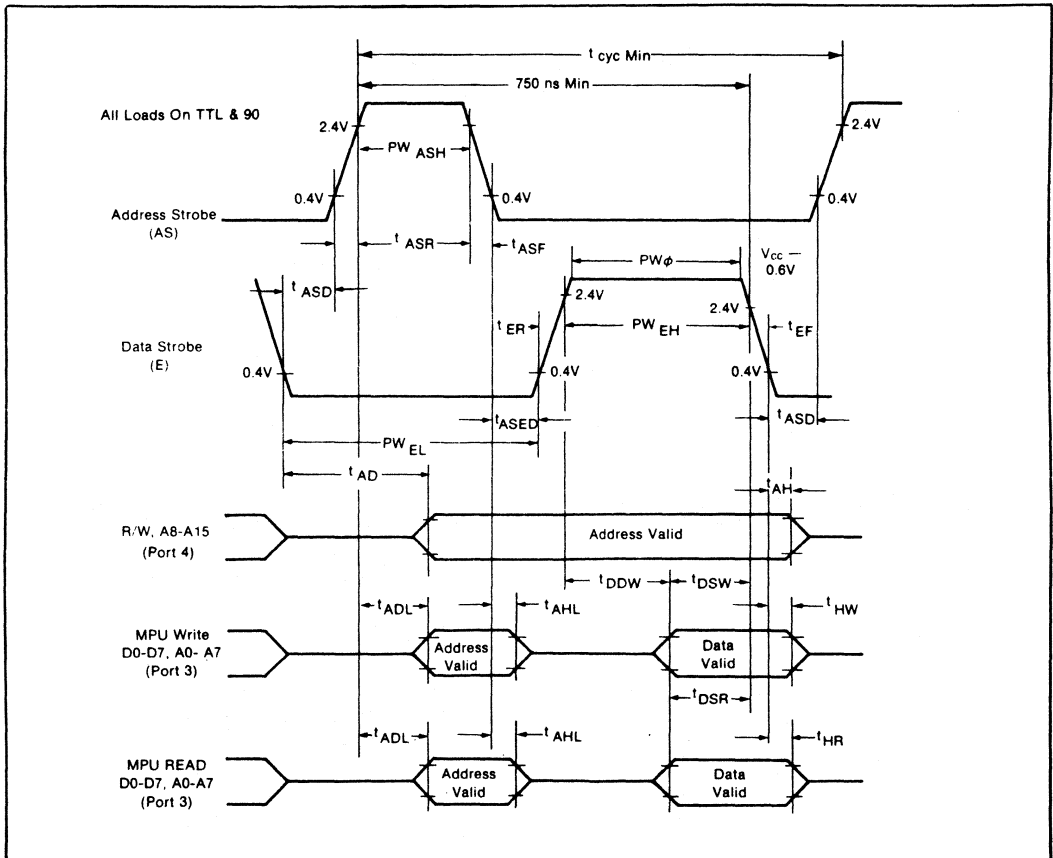 t cyc Min
750 ns Min
All Loads On TTL & 90
2.4V
PW ASH
2.4V
0.4V
0.4V
0.4V
Address Strobe
(AS)
t ASR
t ASF
PWφ
Vcc —
0.6V
t ASD
2.4V
2.4V
t ER
PW EH
t EF
Data Strobe
(E)
0.4V
0.4V
0.4V
t ASED
t ASD
PW EL
t AD
t AH
R/W, A8-A15
(Port 4)
Address Valid
t DDW
t DSW
t ADL
t AHL
t HW
MPU Write
D0-D7, A0- A7
(Port 3)
Address
Valid
Data
Valid
t DSR
t ADL
t AHL
t HR
MPU READ
D0-D7, A0-A7
(Port 3)
Address
Valid
Data
Valid